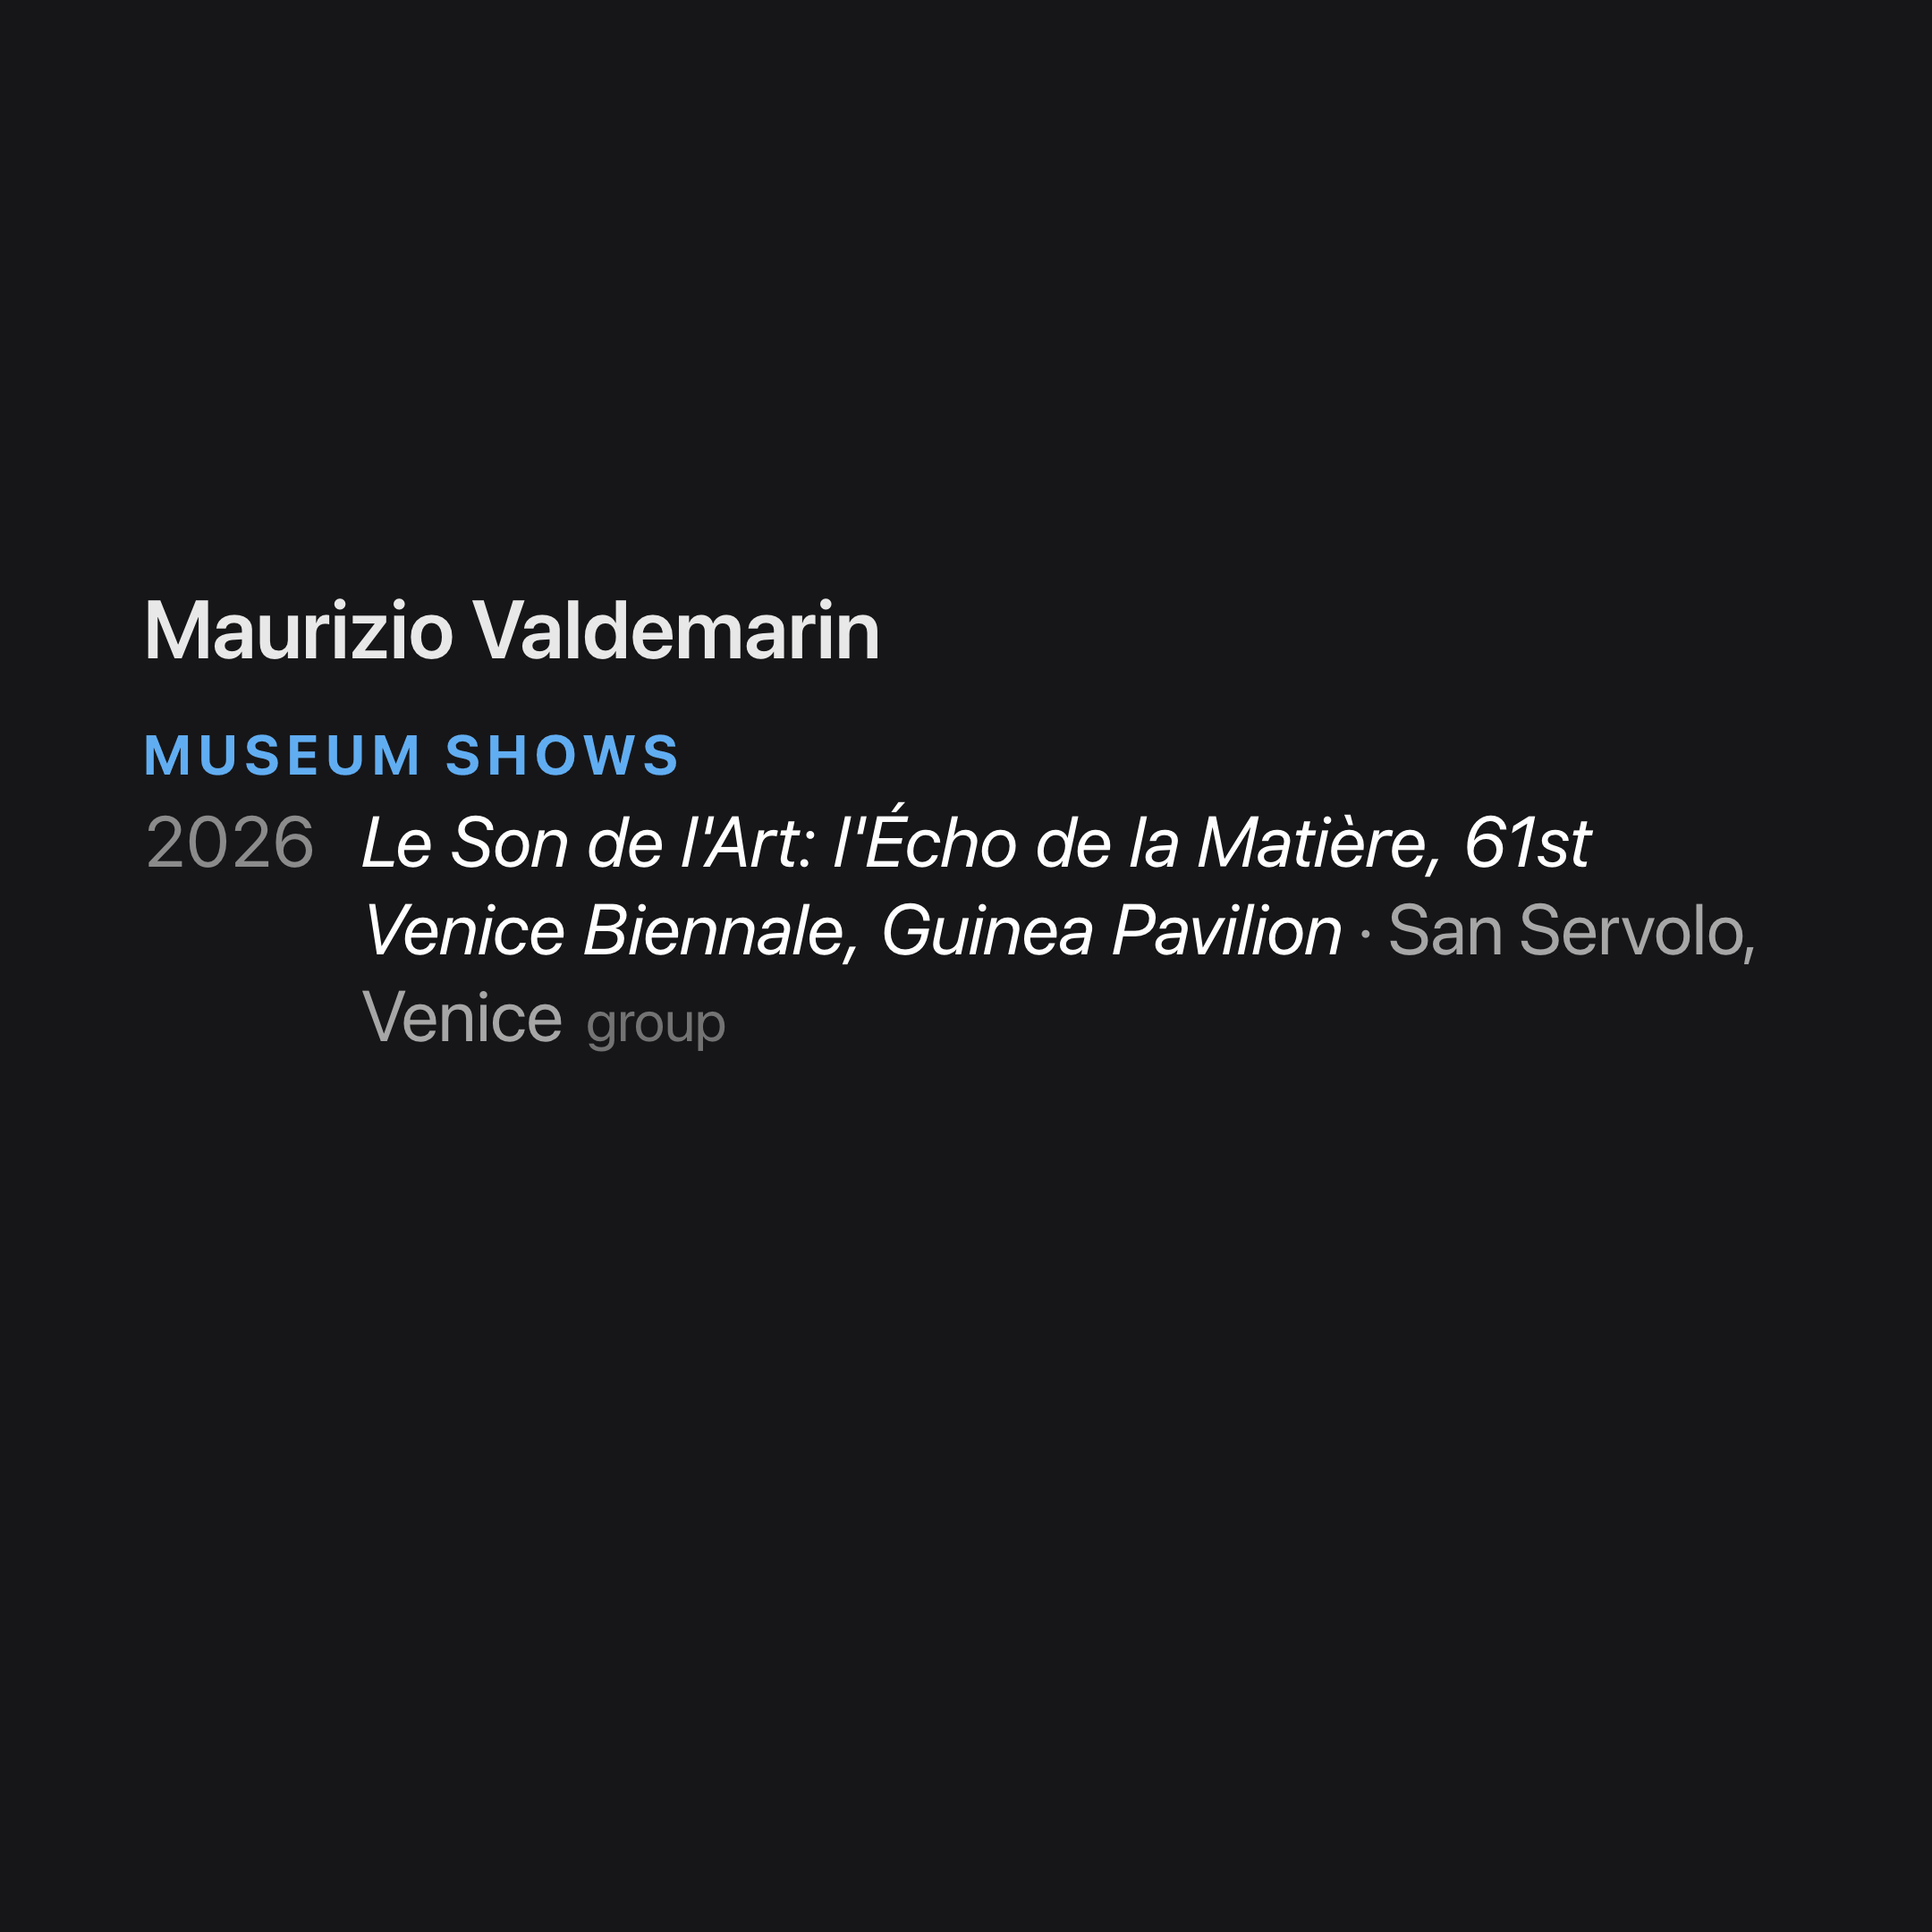 Maurizio Valdemarin
MUSEUM SHOWS
2026 Le Son de l'Art: l'Écho de la Matière, 61st
Venice Biennale, Guinea Pavilion · San Servolo,
Venice group